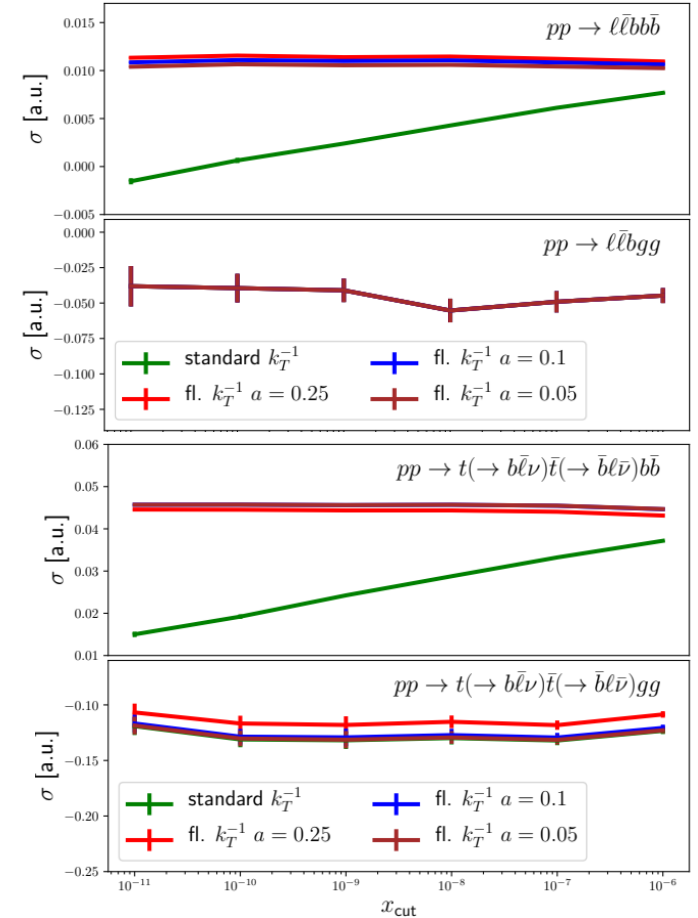 pp → ℓℓ̄bbb̄
0.015
0.010
0.005
0.000
−0.005
σ [a.u.]
pp → ℓℓ̄bgg
0.000
−0.025
−0.050
−0.075
−0.100
−0.125
σ [a.u.]
standard k_T^{−1}
fl. k_T^{−1} a = 0.1
fl. k_T^{−1} a = 0.25
fl. k_T^{−1} a = 0.05
pp → t(→ bℓ̄ν)t̄(→ b̄ℓν̄)bb̄
0.06
0.05
0.04
0.03
0.02
0.01
σ [a.u.]
pp → t(→ bℓ̄ν)t̄(→ b̄ℓν̄)gg
−0.10
−0.15
−0.20
−0.25
σ [a.u.]
standard k_T^{−1}
fl. k_T^{−1} a = 0.1
fl. k_T^{−1} a = 0.25
fl. k_T^{−1} a = 0.05
10^{−11} 10^{−10} 10^{−9} 10^{−8} 10^{−7} 10^{−6}
x_cut